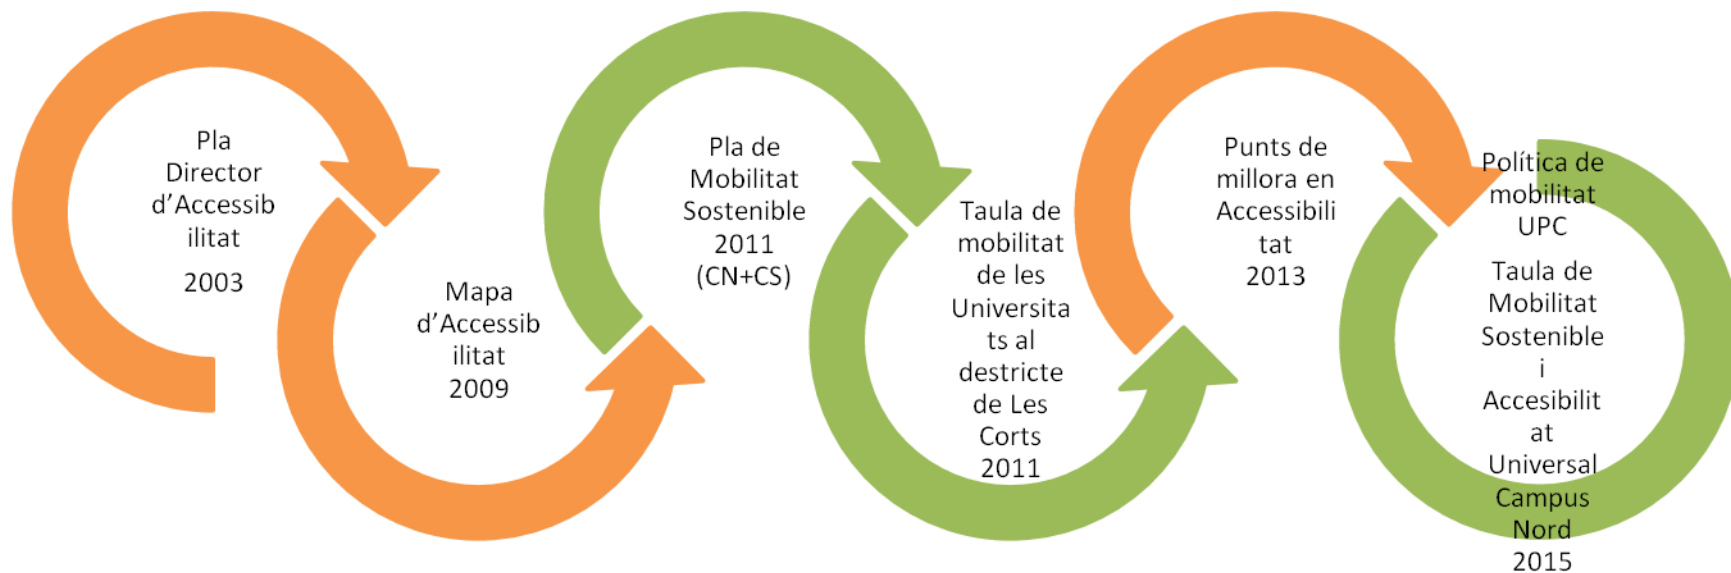 Pla
Director
d'Accessib
ilitat
2003
Mapa
d'Accessib
ilitat
2009
Pla de
Mobilitat
Sostenible
2011
(CN+CS)
Taula de
mobilitat
de les
Universita
ts al
destricte
de Les
Corts
2011
Punts de
millora en
Accessibili
tat
2013
Política de
mobilitat
UPC
Taula de
Mobilitat
Sostenible
i
Accesibilit
at
Universal
Campus
Nord
2015